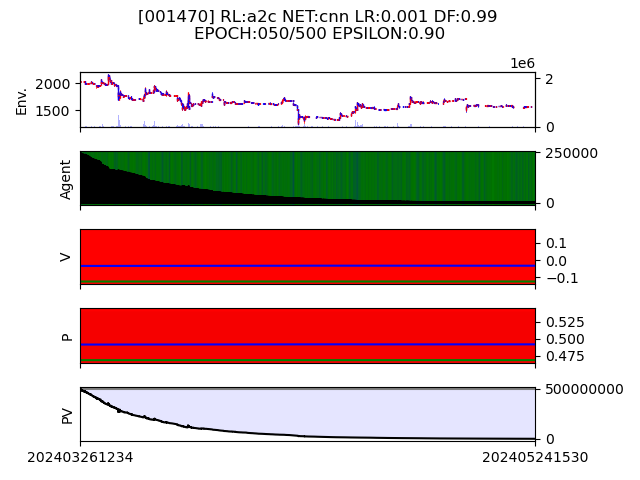 [001470] RL:a2c NET:cnn LR:0.001 DF:0.99
EPOCH:050/500 EPSILON:0.90
1e6
Env.
2000
1500
2
0
Agent
250000
0
V
0.1
0.0
−0.1
P
0.525
0.500
0.475
PV
500000000
0
202403261234
202405241530